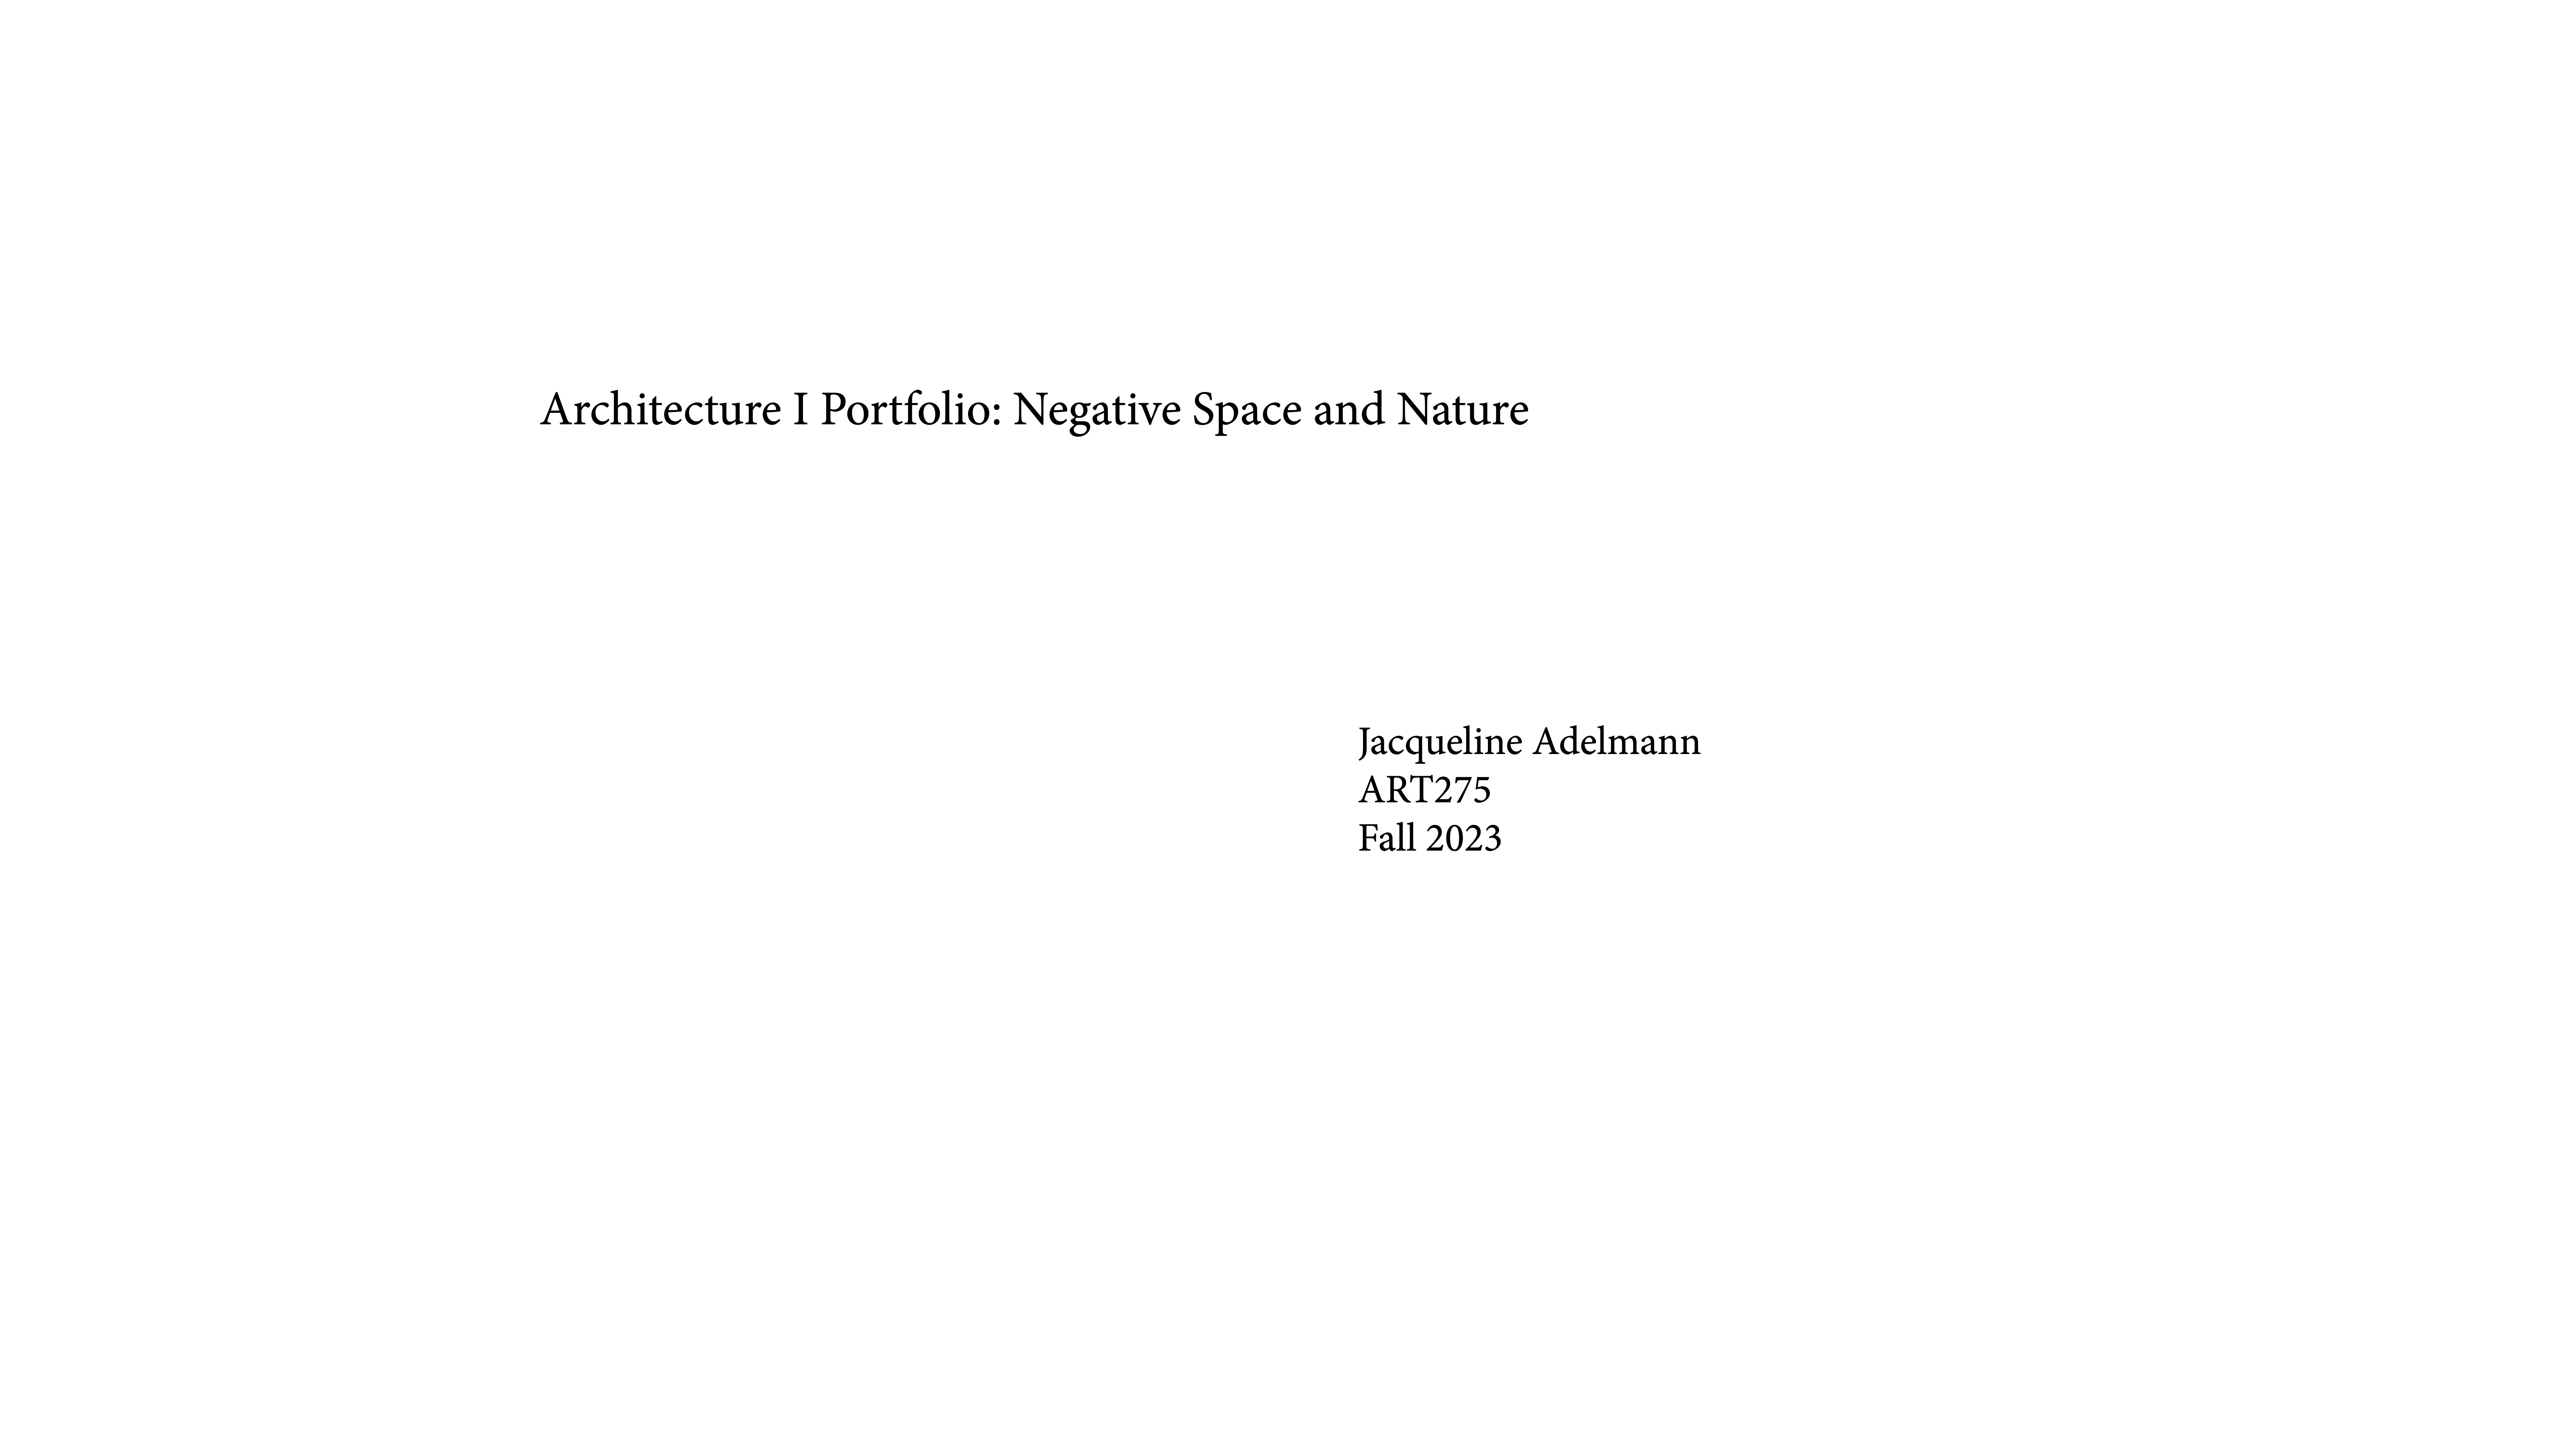 Architecture I Portfolio: Negative Space and Nature
Jacqueline Adelmann
ART275
Fall 2023